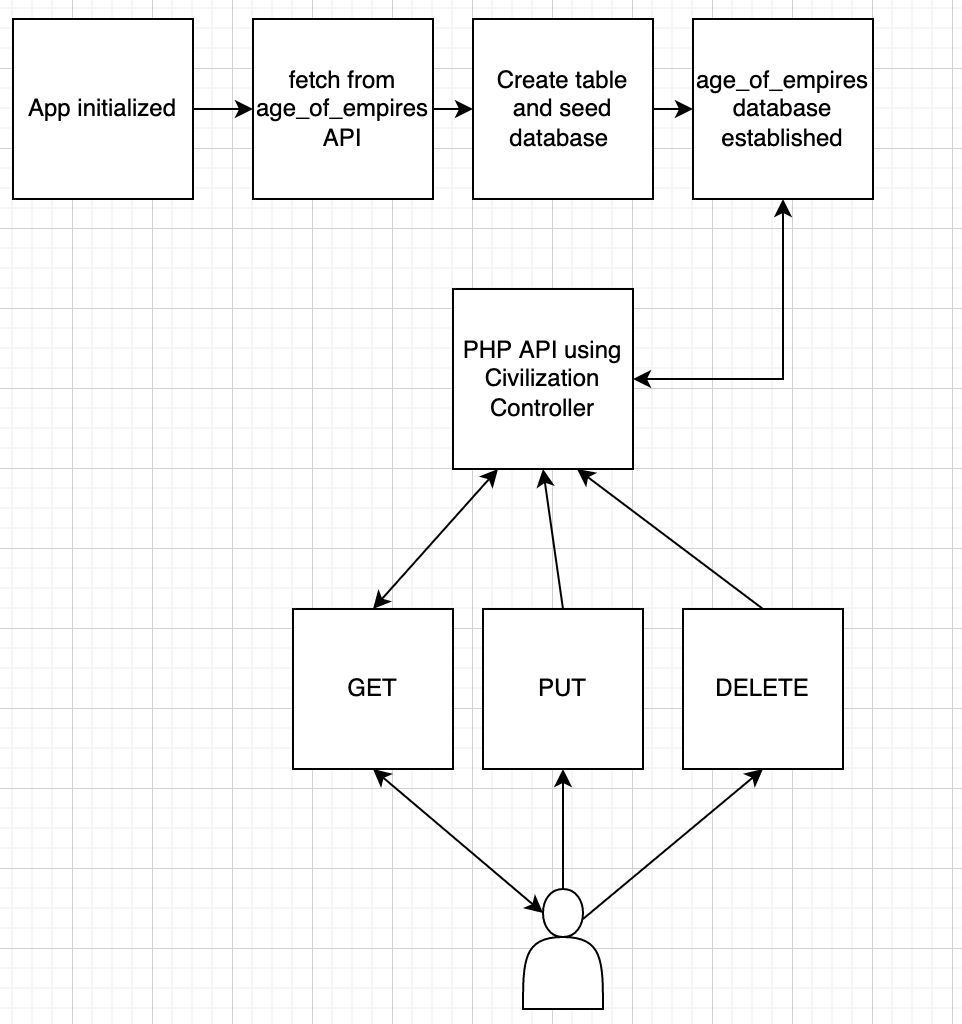 App initialized
fetch from
age_of_empires
API
Create table
and seed
database
age_of_empires
database
established
PHP API using
Civilization
Controller
GET
PUT
DELETE